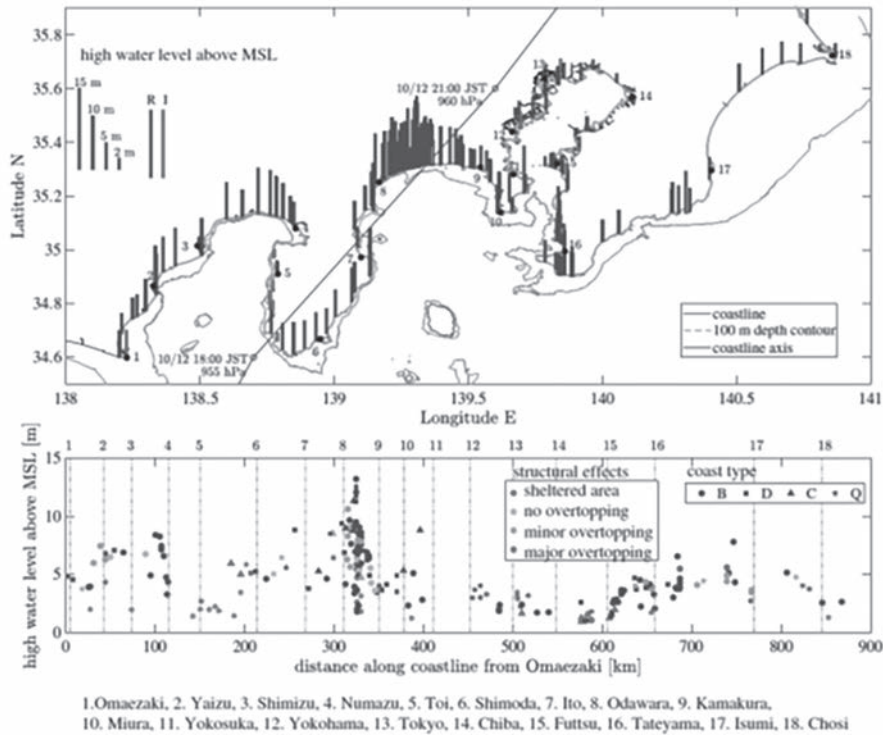 35.8
35.6
35.4
35.2
35
34.8
34.6
Latitude N
high water level above MSL
15 m
10 m
5 m
2 m
R I
10/12 21:00 JST
960 hPa
10/12 18:00 JST
955 hPa
1
2
3
5
6
7
8
9
10
12
13
14
15
16
17
18
coastline
100 m depth contour
coastline axis
138 138.5 139 139.5 140 140.5 141
Longitude E
1 2 3 4 5 6 7 8 9 10 11 12 13 14 15 16 17 18
high water level above MSL [m]
15
10
5
0
structural effects
sheltered area
no overtopping
minor overtopping
major overtopping
coast type
B D C Q
0 100 200 300 400 500 600 700 800 900
distance along coastline from Omaezaki [km]
1.Omaezaki, 2. Yaizu, 3. Shimizu, 4. Numazu, 5. Toi, 6. Shimoda, 7. Ito, 8. Odawara, 9. Kamakura,
10. Miura, 11. Yokosuka, 12. Yokohama, 13. Tokyo, 14. Chiba, 15. Futtsu, 16. Tateyama, 17. Isumi, 18. Chosi